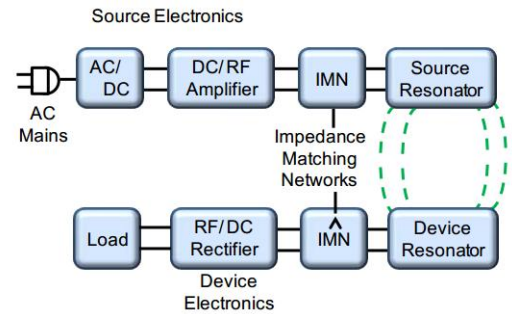 Source Electronics
AC/
DC
DC/RF
Amplifier
IMN
Source
Resonator
AC
Mains
Impedance
Matching
Networks
Load
RF/DC
Rectifier
IMN
Device
Resonator
Device
Electronics